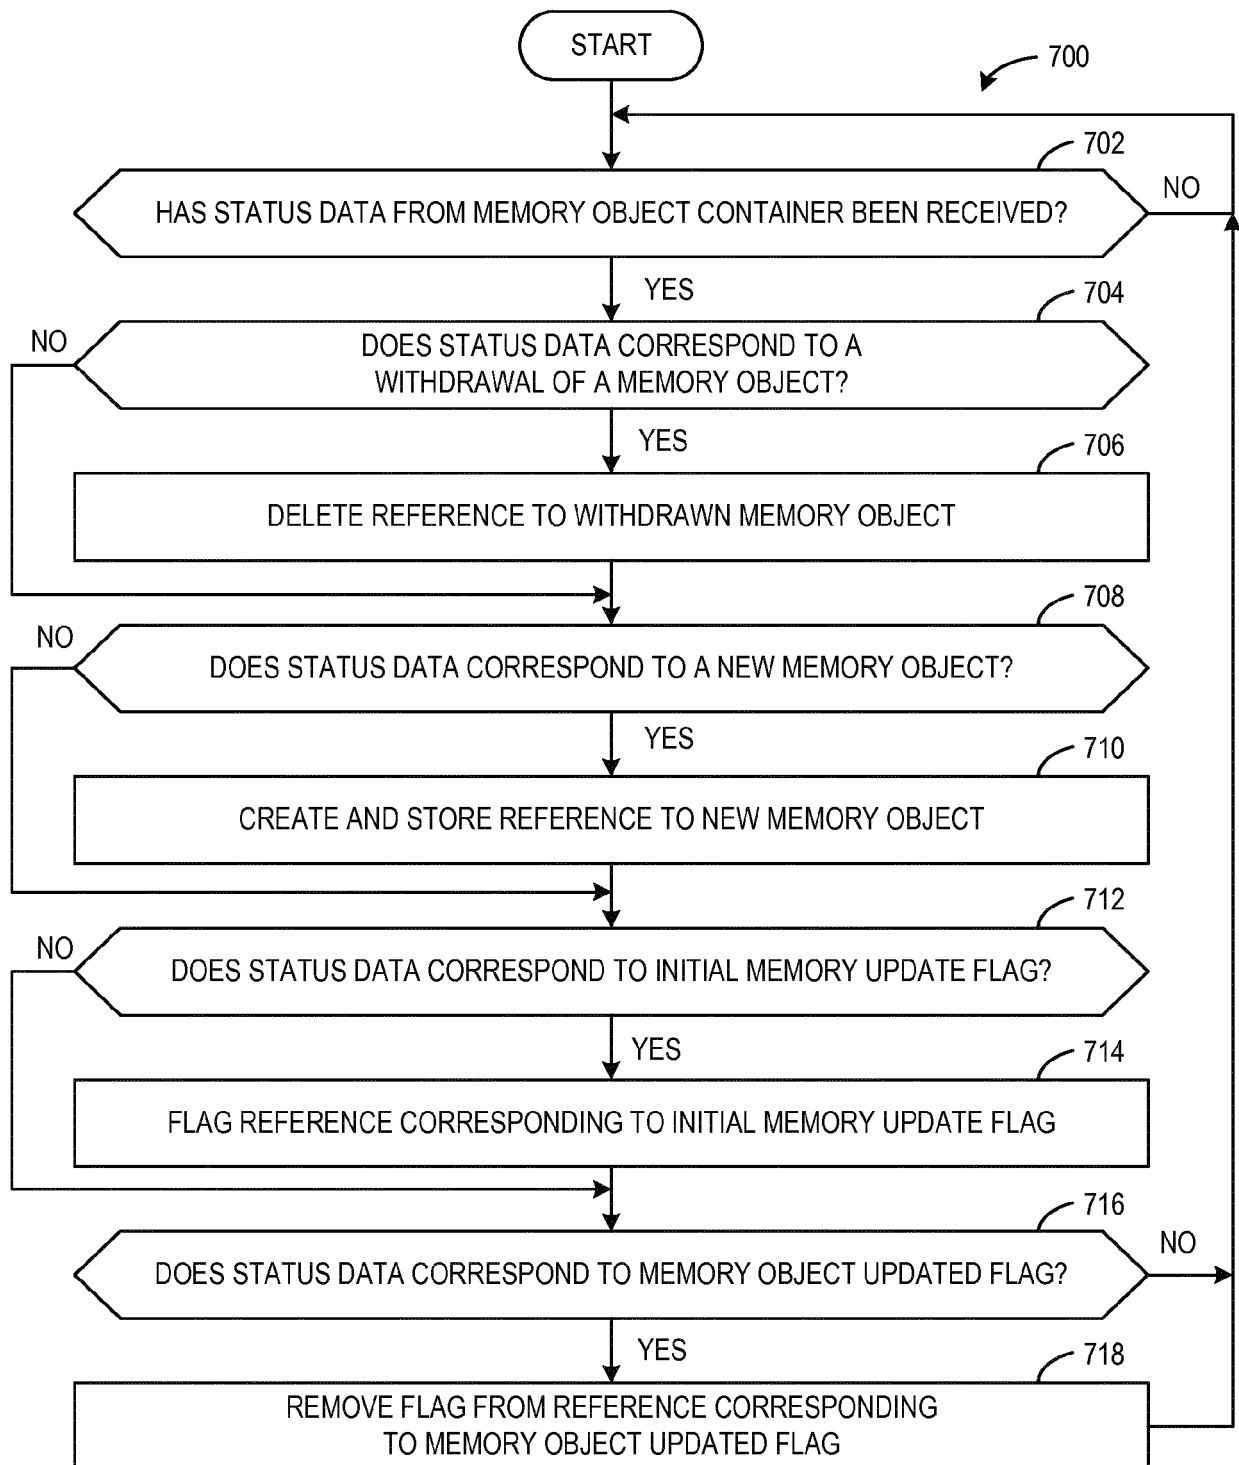 START
700
702
HAS STATUS DATA FROM MEMORY OBJECT CONTAINER BEEN RECEIVED?
NO
YES
704
NO
DOES STATUS DATA CORRESPOND TO A
WITHDRAWAL OF A MEMORY OBJECT?
YES
706
DELETE REFERENCE TO WITHDRAWN MEMORY OBJECT
708
NO
DOES STATUS DATA CORRESPOND TO A NEW MEMORY OBJECT?
YES
710
CREATE AND STORE REFERENCE TO NEW MEMORY OBJECT
712
NO
DOES STATUS DATA CORRESPOND TO INITIAL MEMORY UPDATE FLAG?
YES
714
FLAG REFERENCE CORRESPONDING TO INITIAL MEMORY UPDATE FLAG
716
NO
DOES STATUS DATA CORRESPOND TO MEMORY OBJECT UPDATED FLAG?
YES
718
REMOVE FLAG FROM REFERENCE CORRESPONDING
TO MEMORY OBJECT UPDATED FLAG